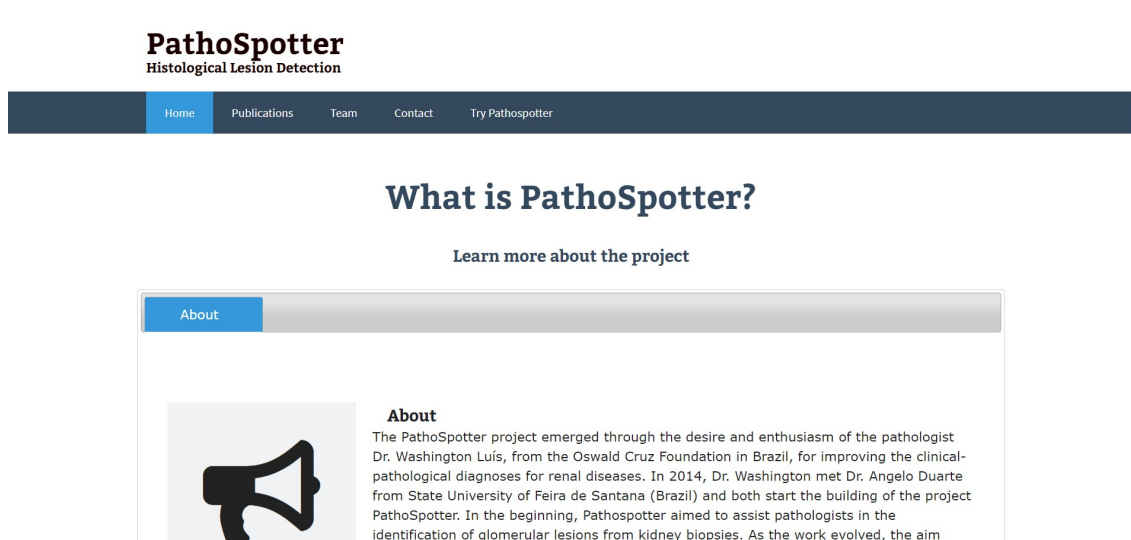 PathoSpotter
Histological Lesion Detection
Home Publications Team Contact Try Pathospotter
What is PathoSpotter?
Learn more about the project
About
About
The PathoSpotter project emerged through the desire and enthusiasm of the pathologist
Dr. Washington Luís, from the Oswald Cruz Foundation in Brazil, for improving the clinical-
pathological diagnoses for renal diseases. In 2014, Dr. Washington met Dr. Angelo Duarte
from State University of Feira de Santana (Brazil) and both start the building of the project
PathoSpotter. In the beginning, Pathospotter aimed to assist pathologists in the
identification of glomerular lesions from kidney biopsies. As the work evolved, the aim